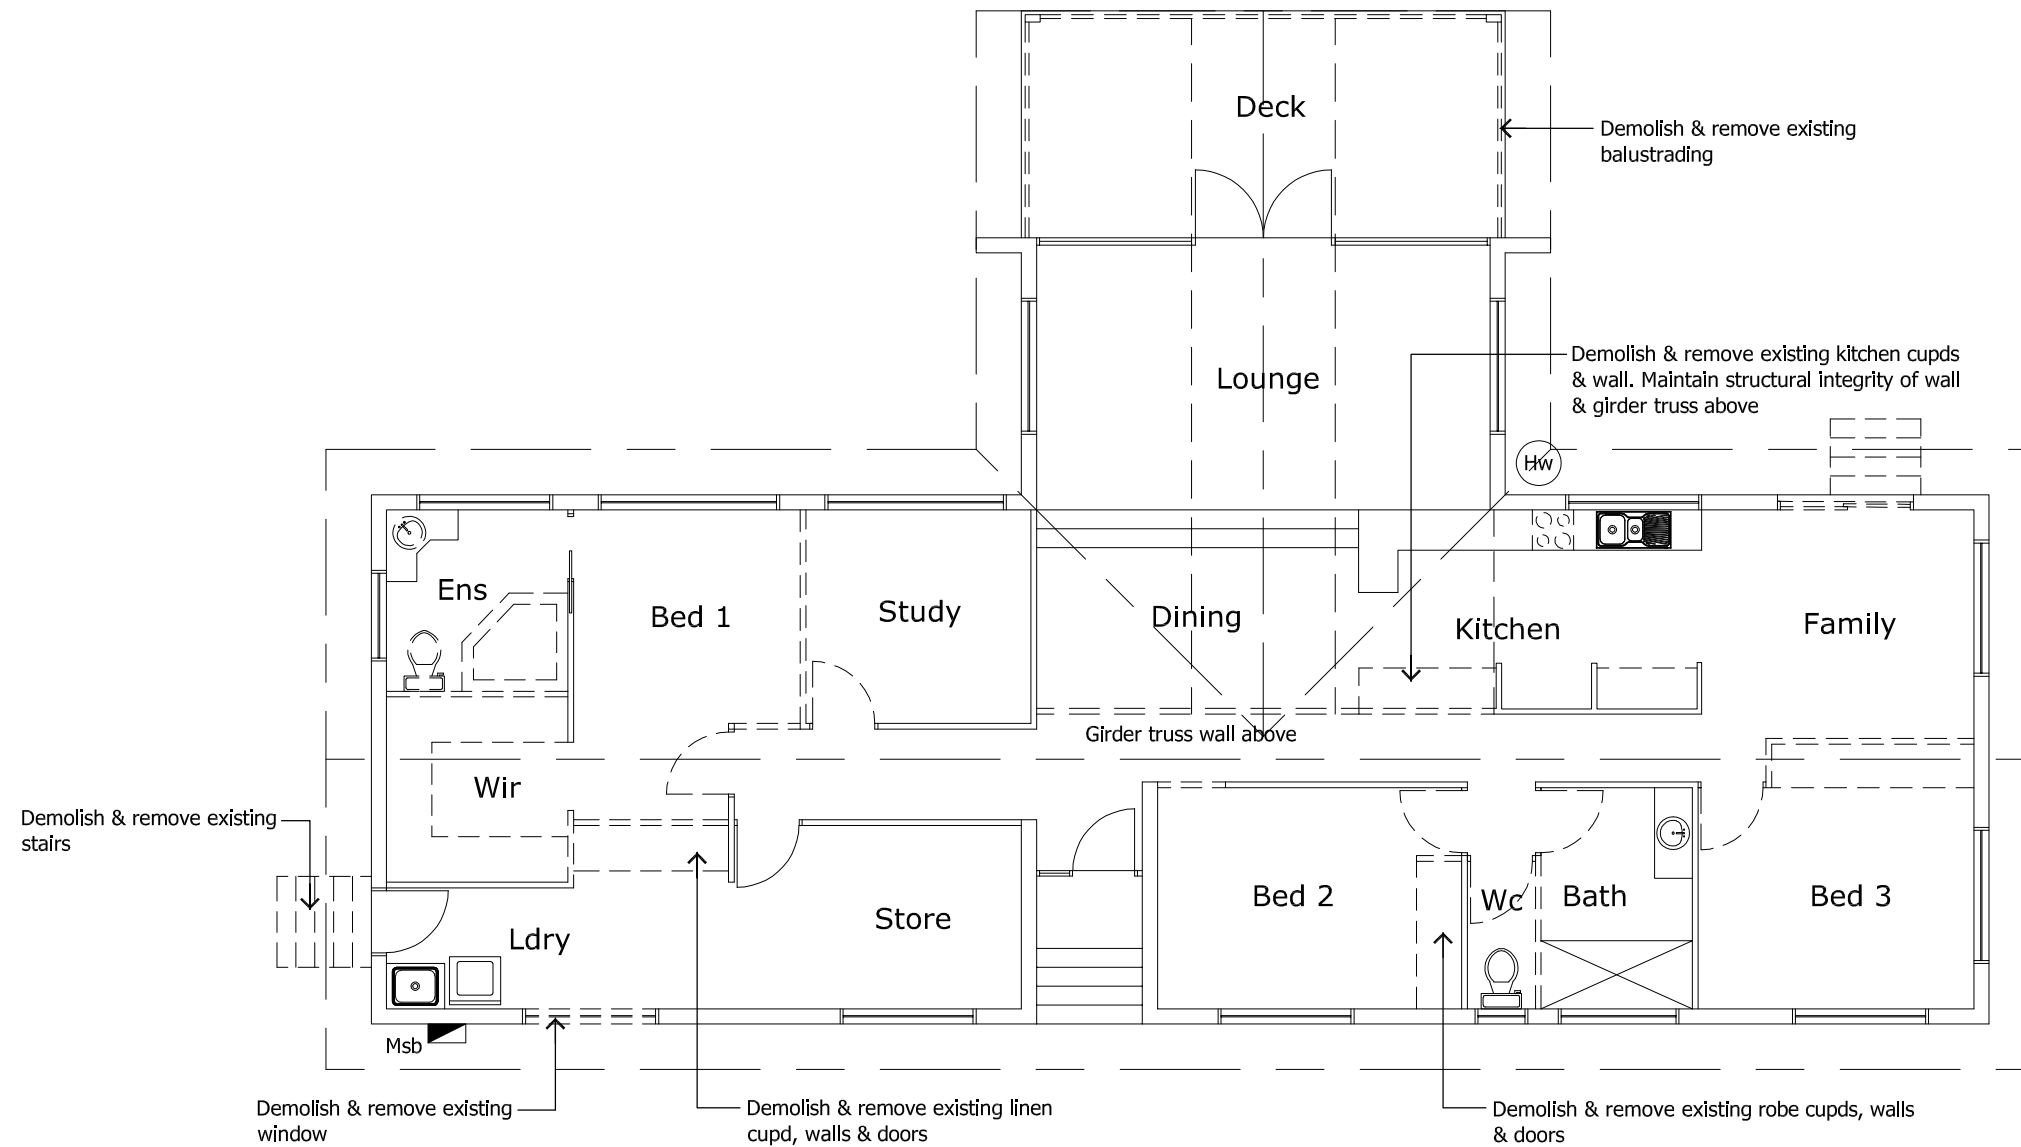 Deck
Demolish & remove existing
balustrading
Demolish & remove existing kitchen cupds
& wall. Maintain structural integrity of wall
& girder truss above
Lounge
Hw
Ens
Bed 1
Study
Dining
Kitchen
Family
Girder truss wall above
Wir
Demolish & remove existing
stairs
Bed 2
Wc
Bath
Bed 3
Store
Ldry
Msb
Demolish & remove existing
window
Demolish & remove existing linen
cupd, walls & doors
Demolish & remove existing robe cupds, walls
& doors